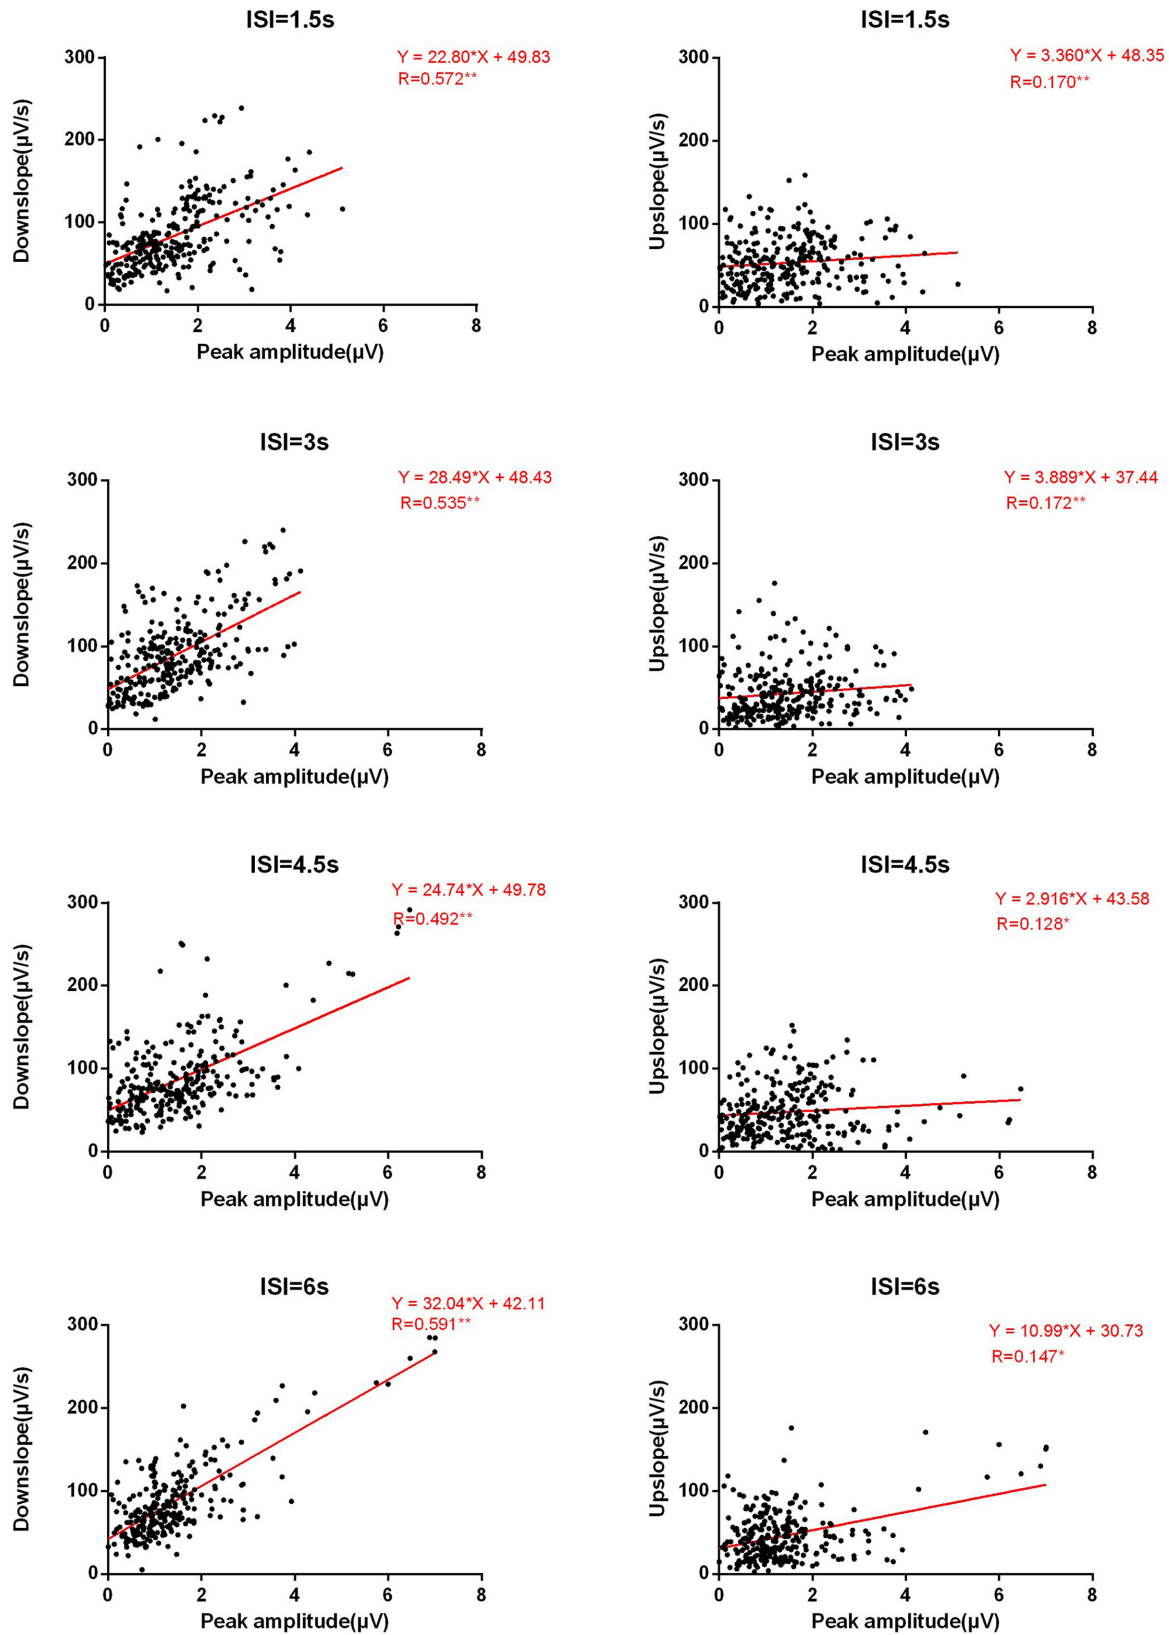 ISI=1.5s
Y = 22.80*X + 49.83
R=0.572**
Downslope(µV/s)
300
200
100
0
0 2 4 6 8
Peak amplitude(µV)
ISI=1.5s
Y = 3.360*X + 48.35
R=0.170**
Upslope(µV/s)
300
200
100
0
0 2 4 6 8
Peak amplitude(µV)
ISI=3s
Y = 28.49*X + 48.43
R=0.535**
Downslope(µV/s)
300
200
100
0
0 2 4 6 8
Peak amplitude(µV)
ISI=3s
Y = 3.889*X + 37.44
R=0.172**
Upslope(µV/s)
300
200
100
0
0 2 4 6 8
Peak amplitude(µV)
ISI=4.5s
Y = 24.74*X + 49.78
R=0.492**
Downslope(µV/s)
300
200
100
0
0 2 4 6 8
Peak amplitude(µV)
ISI=4.5s
Y = 2.916*X + 43.58
R=0.128*
Upslope(µV/s)
300
200
100
0
0 2 4 6 8
Peak amplitude(µV)
ISI=6s
Y = 32.04*X + 42.11
R=0.591**
Downslope(µV/s)
300
200
100
0
0 2 4 6 8
Peak amplitude(µV)
ISI=6s
Y = 10.99*X + 30.73
R=0.147*
Upslope(µV/s)
300
200
100
0
0 2 4 6 8
Peak amplitude(µV)